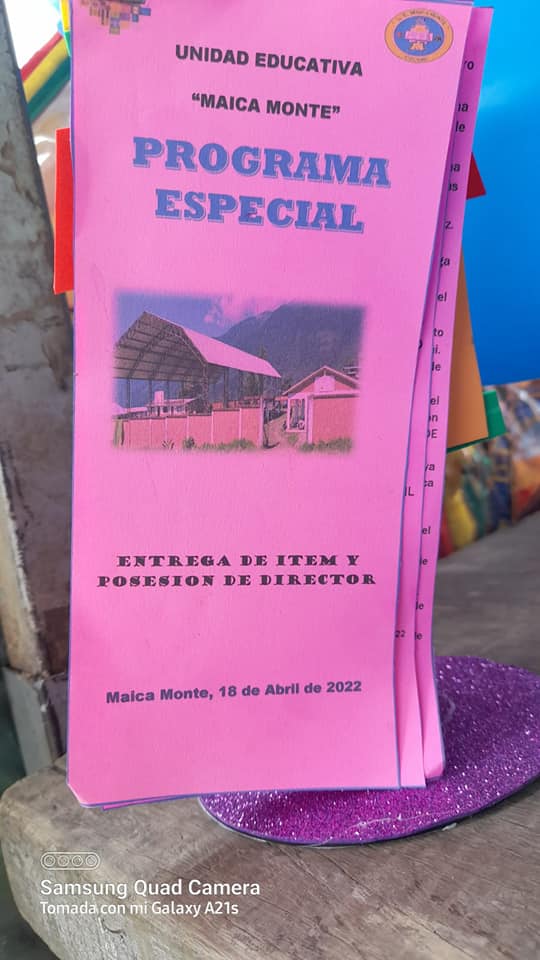 UNIDAD EDUCATIVA
“MAICA MONTE”
PROGRAMA
ESPECIAL
ENTREGA DE ITEM Y
POSESION DE DIRECTOR
Maica Monte, 18 de Abril de 2022
Samsung Quad Camera
Tomada con mi Galaxy A21s